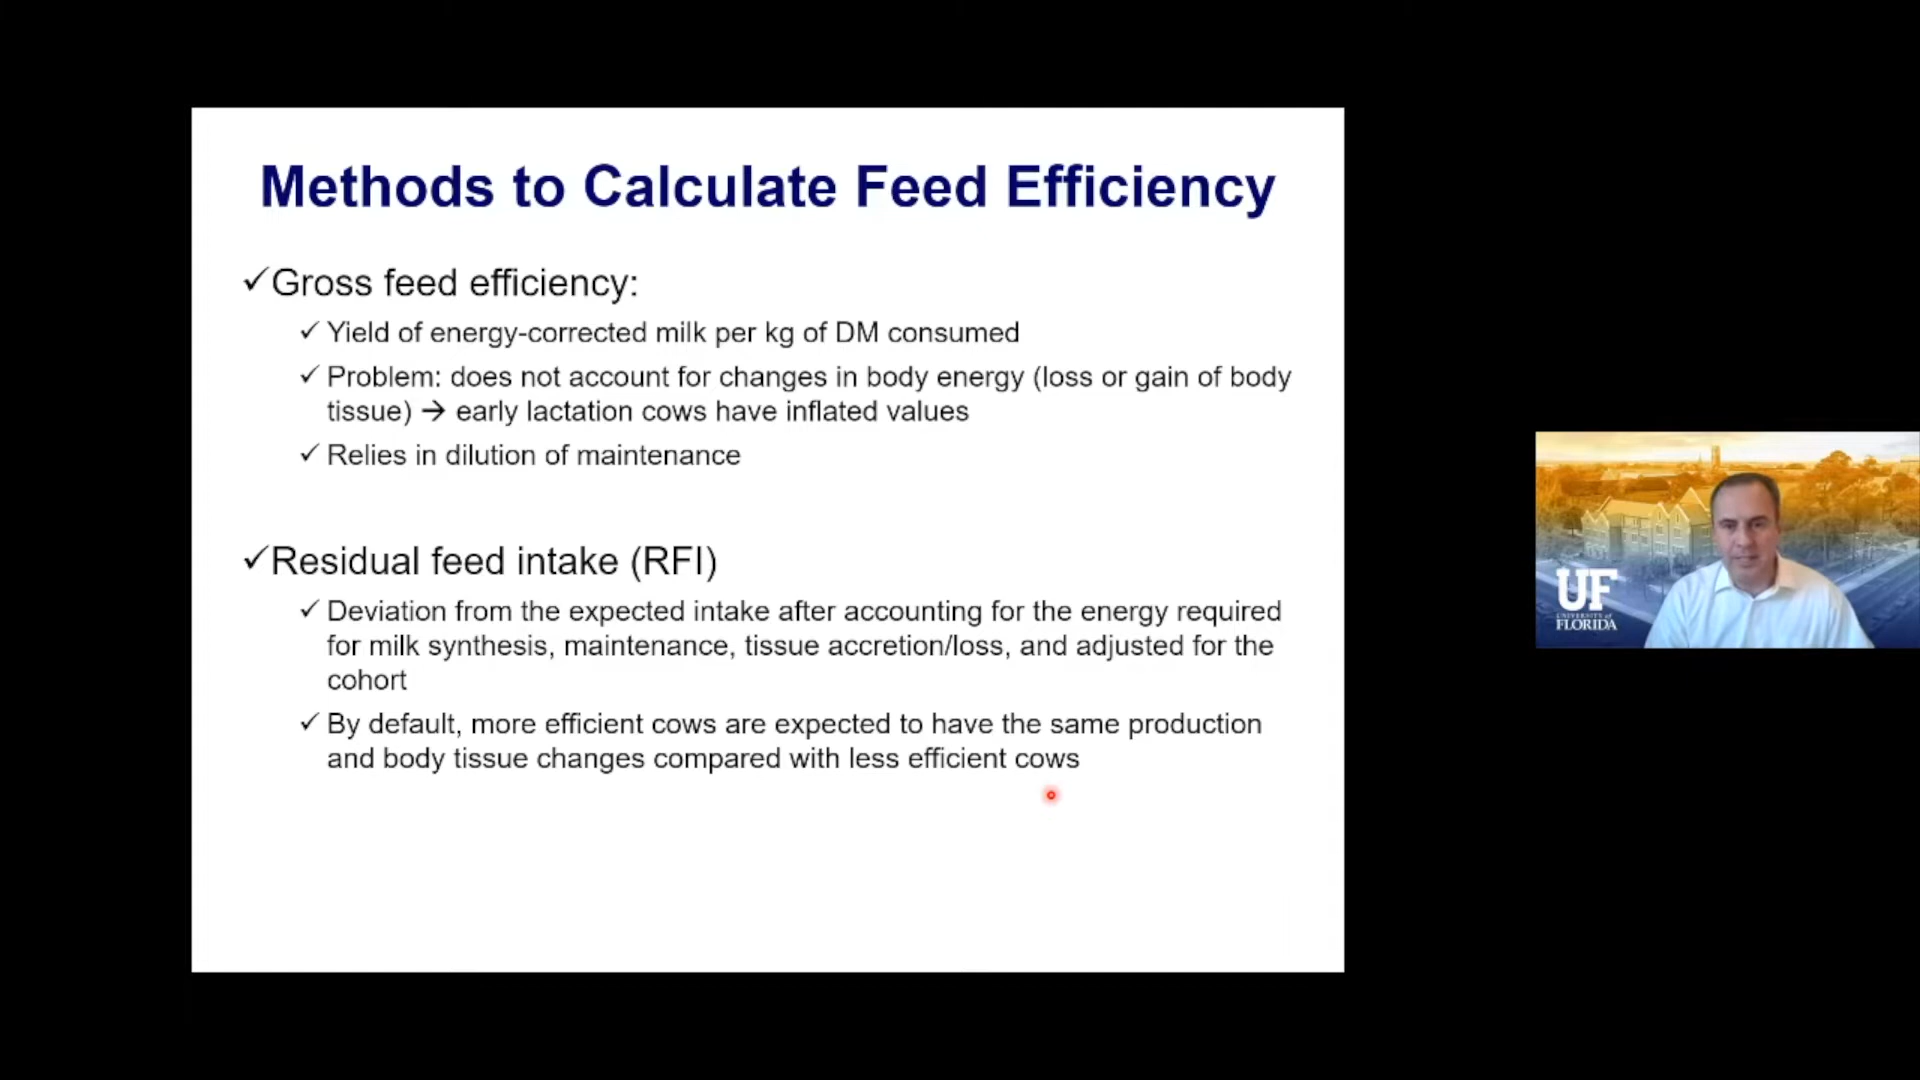 Methods to Calculate Feed Efficiency
✓Gross feed efficiency:
✓ Yield of energy-corrected milk per kg of DM consumed
✓ Problem: does not account for changes in body energy (loss or gain of body
tissue) → early lactation cows have inflated values
✓ Relies in dilution of maintenance
✓Residual feed intake (RFI)
✓ Deviation from the expected intake after accounting for the energy required
for milk synthesis, maintenance, tissue accretion/loss, and adjusted for the
cohort
✓ By default, more efficient cows are expected to have the same production
and body tissue changes compared with less efficient cows
UF
UNIVERSITY of
FLORIDA